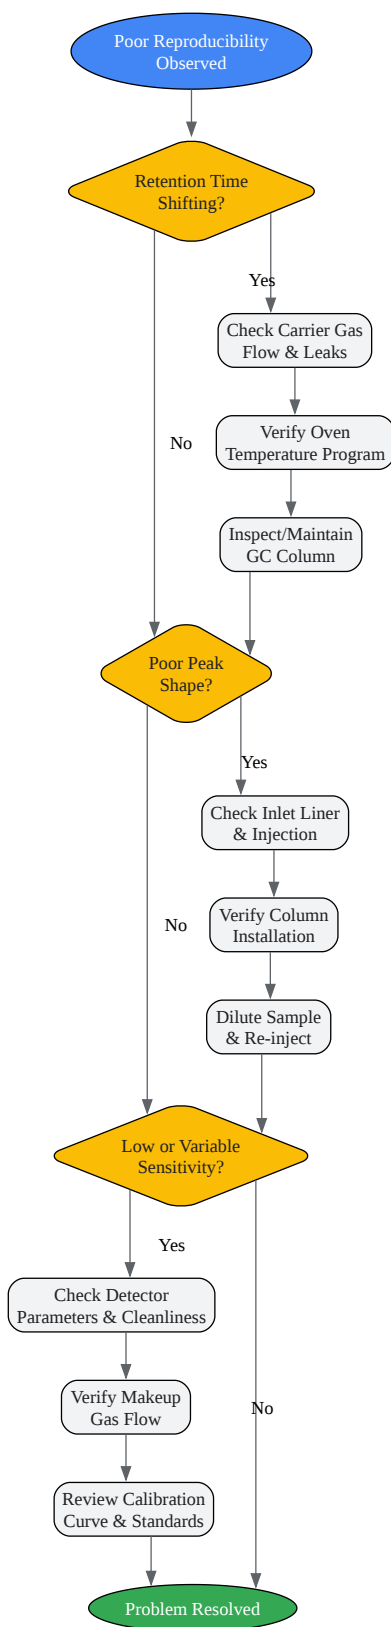 Poor Reproducibility
Observed
Retention Time
Shifting?
Yes
Check Carrier Gas
Flow & Leaks
No
Verify Oven
Temperature Program
Inspect/Maintain
GC Column
Poor Peak
Shape?
Yes
Check Inlet Liner
& Injection
No
Verify Column
Installation
Dilute Sample
& Re-inject
Low or Variable
Sensitivity?
Yes
Check Detector
Parameters & Cleanliness
Verify Makeup
Gas Flow
No
Review Calibration
Curve & Standards
Problem Resolved